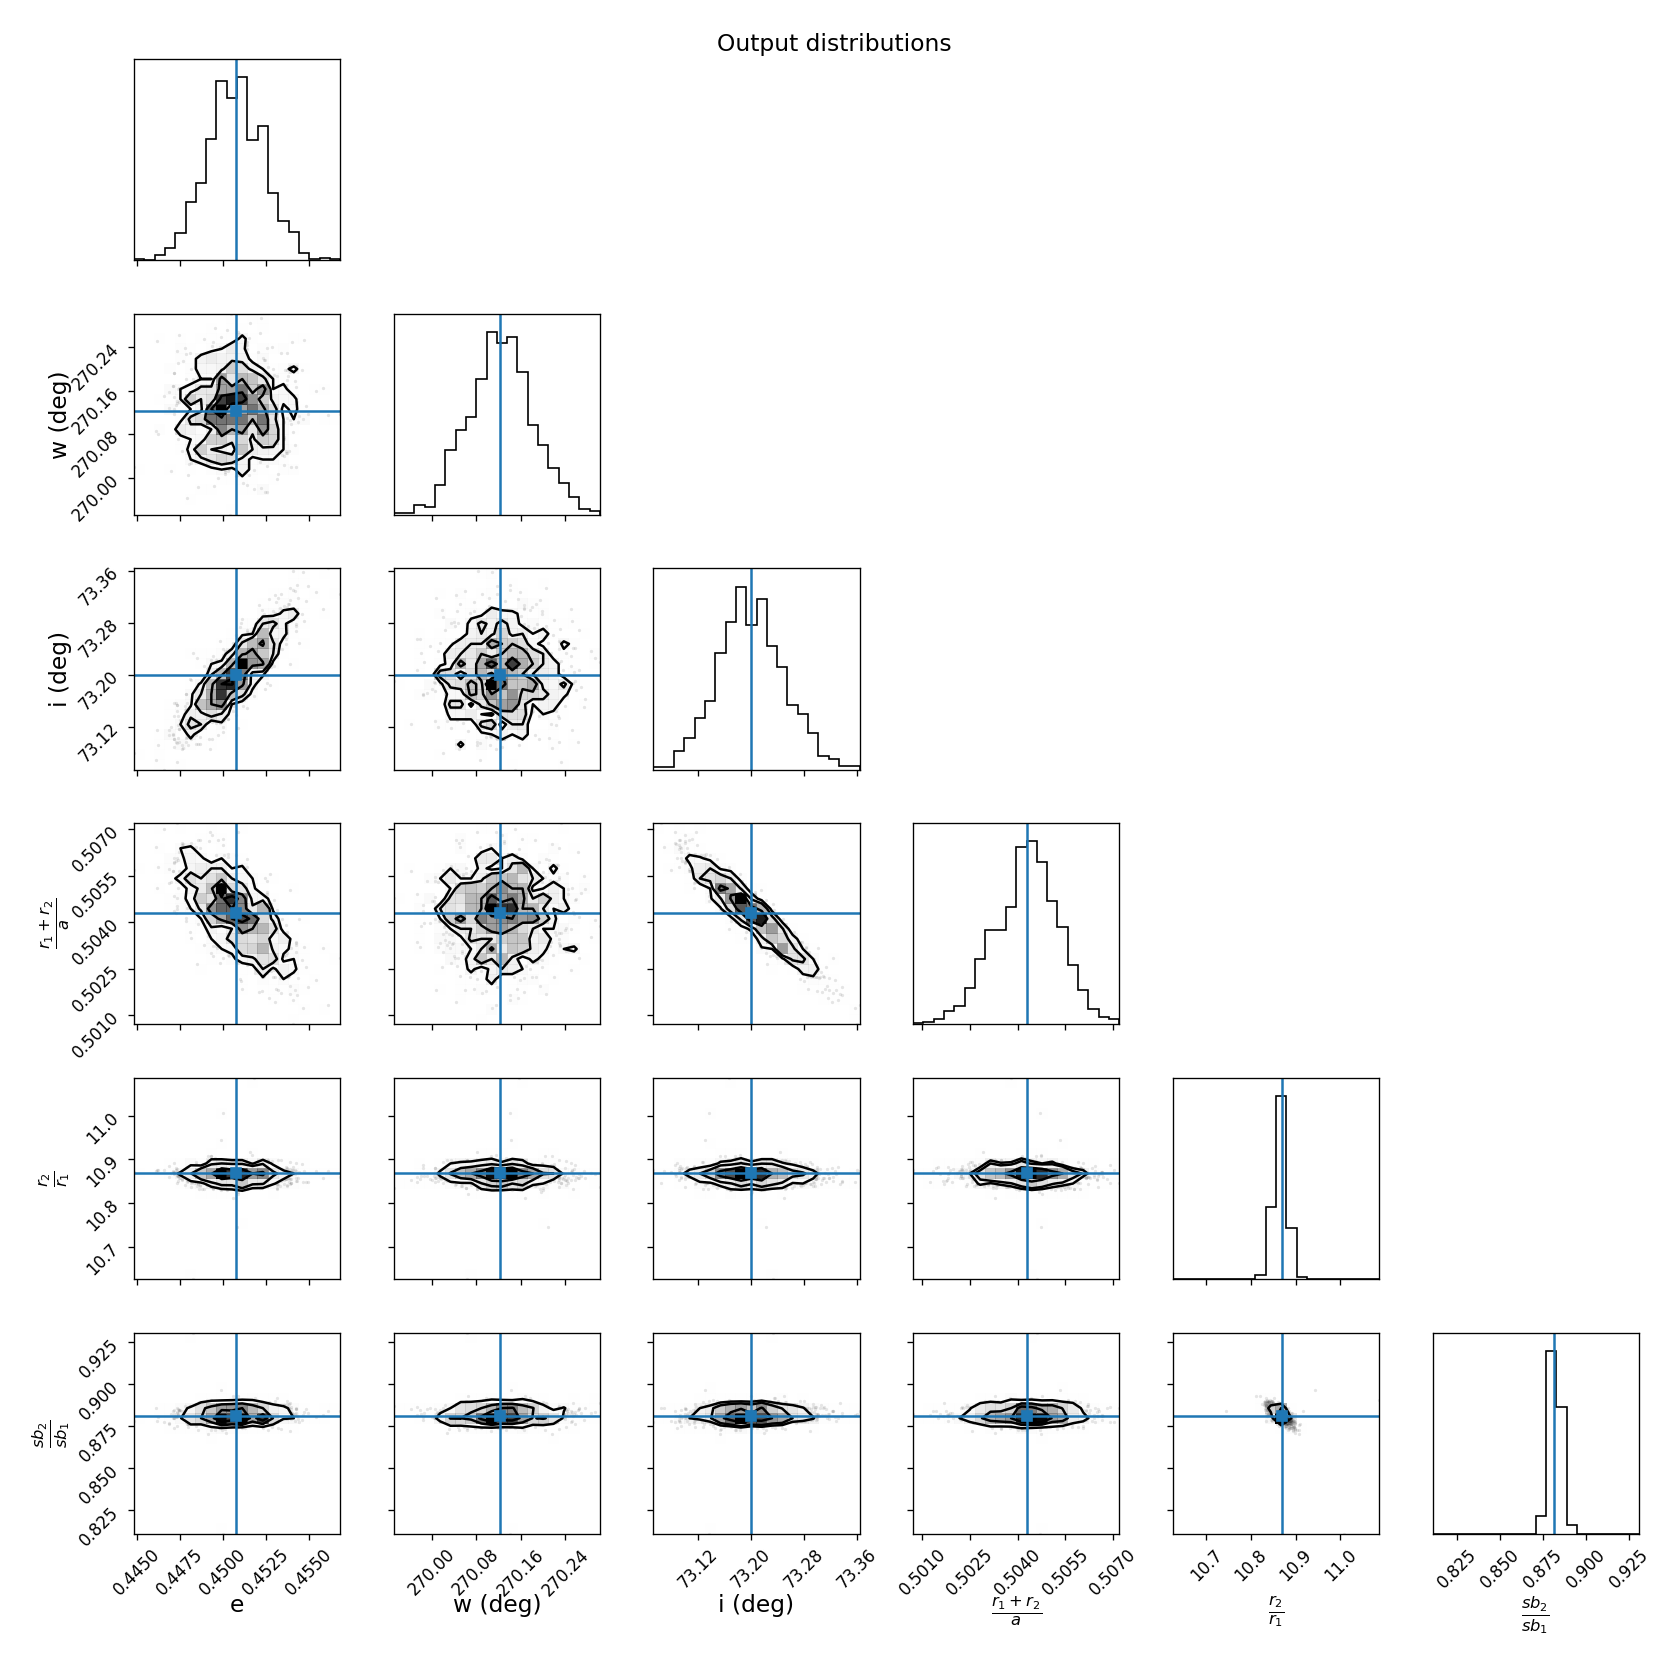 Output distributions
w (deg)
270.24
270.16
270.08
270.00
i (deg)
73.36
73.28
73.20
73.12
r₁ + r₂
a
0.5070
0.5055
0.5040
0.5025
0.5010
r₂
r₁
11.0
10.9
10.8
10.7
sb₂
sb₁
0.925
0.900
0.875
0.850
0.825
0.4450 0.4475 0.4500 0.4525 0.4550
270.00 270.08 270.16 270.24
73.12 73.20 73.28 73.36
0.5010 0.5025 0.5040 0.5055 0.5070
10.7 10.8 10.9 11.0
0.825 0.850 0.875 0.900 0.925
e
w (deg)
i (deg)
r₁ + r₂
a
r₂
r₁
sb₂
sb₁